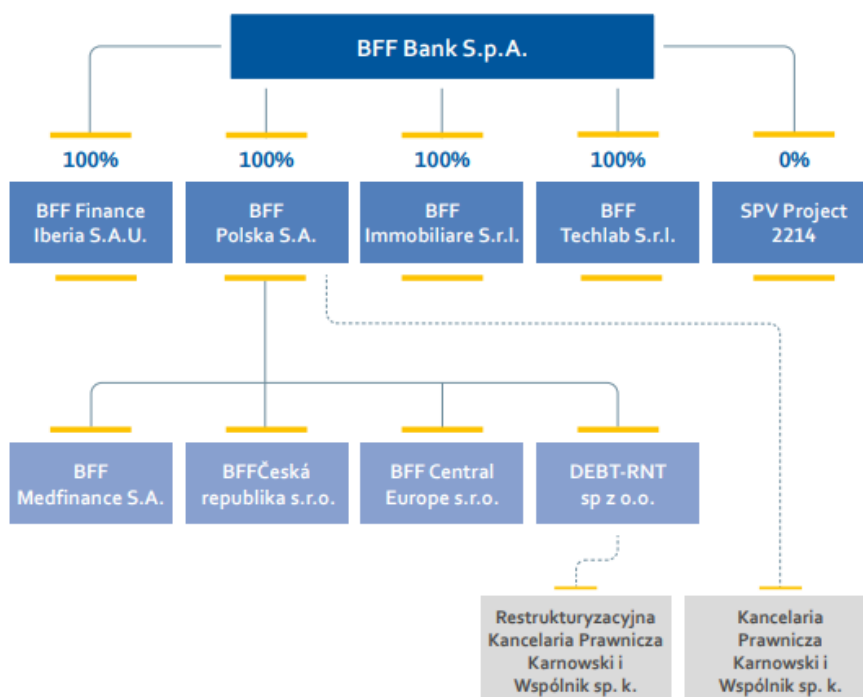 BFF Bank S.p.A.
100%
100%
100%
100%
0%
BFF Finance
Iberia S.A.U.
BFF
Polska S.A.
BFF
Immobiliare S.r.l.
BFF
Techlab S.r.l.
SPV Project
2214
BFF
Medfinance S.A.
BFFČeská
republika s.r.o.
BFF Central
Europe s.r.o.
DEBT-RNT
sp z o.o.
Restrukturyzacyjna
Kancelaria Prawnicza
Karnowski i
Wspólnik sp. k.
Kancelaria
Prawnicza
Karnowski i
Wspólnik sp. k.